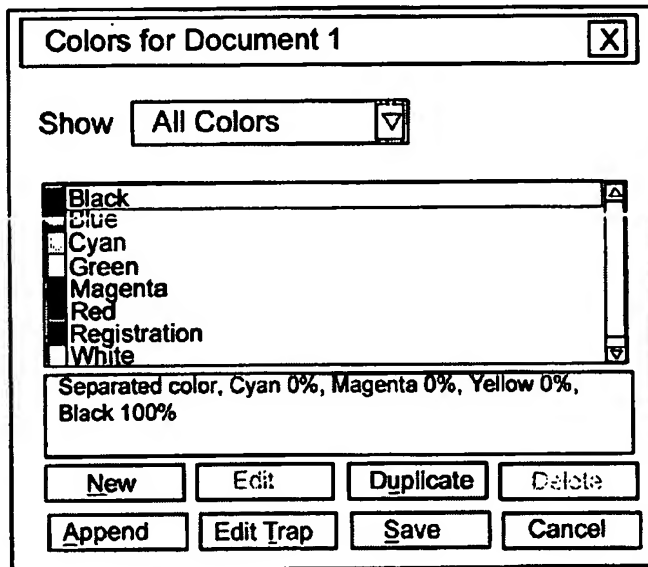 Colors for Document 1 X
Show All Colors
Black
Blue
Cyan
Green
Magenta
Red
Registration
White
Separated color, Cyan 0%, Magenta 0%, Yellow 0%,
Black 100%
New Edit Duplicate Delete
Append Edit Trap Save Cancel